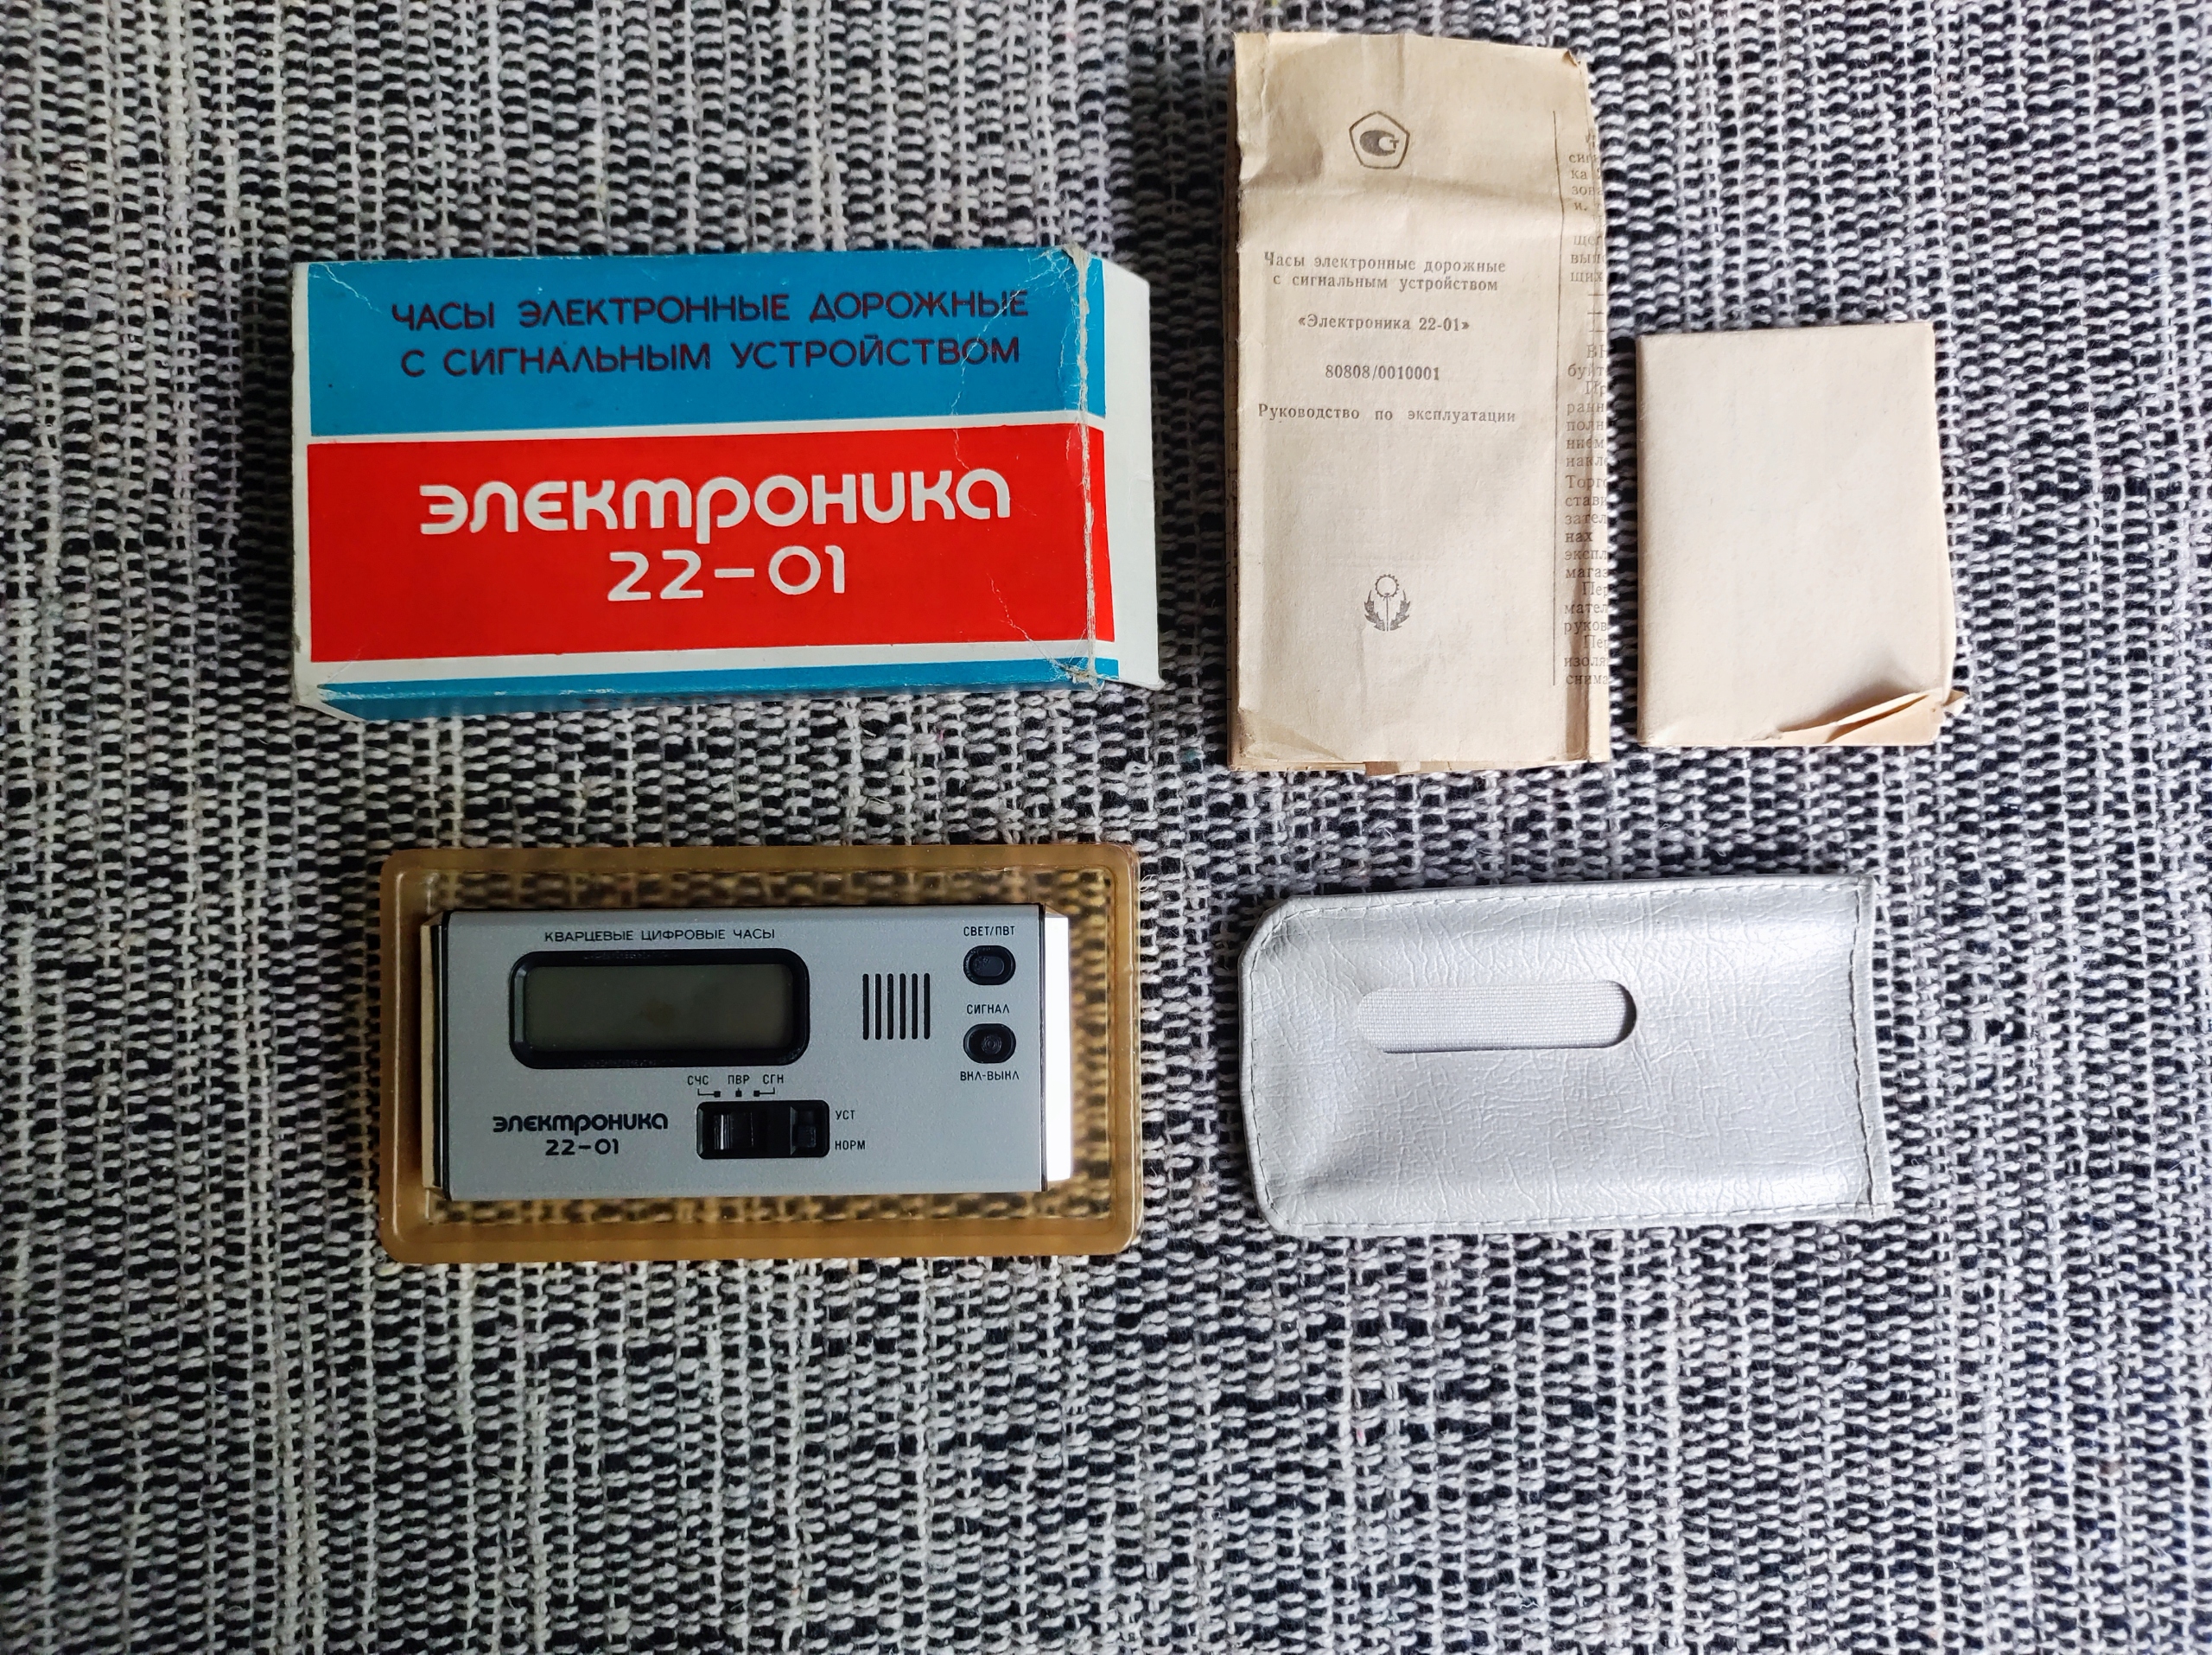 ЧАСЫ ЭЛЕКТРОННЫЕ ДОРОЖНЫЕ
С СИГНАЛЬНЫМ УСТРОЙСТВОМ
ЭЛЕКТРОНИКА
22-01
Часы электронные дорожные
с сигнальным устройством
«Электроника 22-01»
80808/0010001
Руководство по эксплуатации
КВАРЦЕВЫЕ ЦИФРОВЫЕ ЧАСЫ
СВЕТ/ПВТ
СИГНАЛ
ВКЛ-ВЫКЛ
СЧС ПВР СГН
УСТ
НОРМ
ЭЛЕКТРОНИКА
22-01